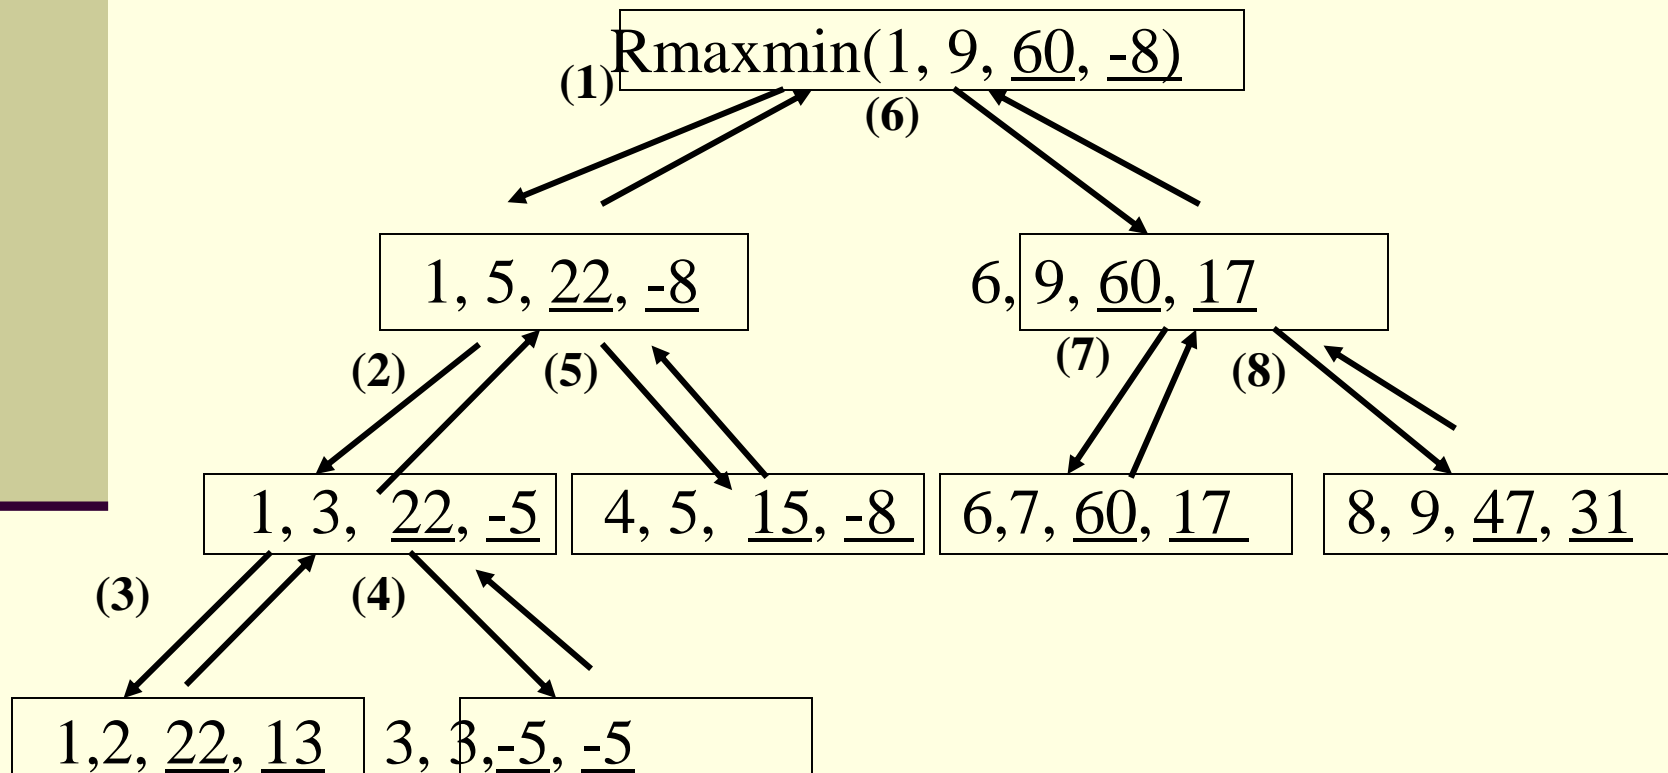 Rmaxmin(1, 9, 60, -8)
(1)
(6)
1, 5, 22, -8
6, 9, 60, 17
(2)
(5)
(7)
(8)
1, 3, 22, -5
4, 5, 15, -8
6,7, 60, 17
8, 9, 47, 31
(3)
(4)
1,2, 22, 13
3, 3,-5, -5